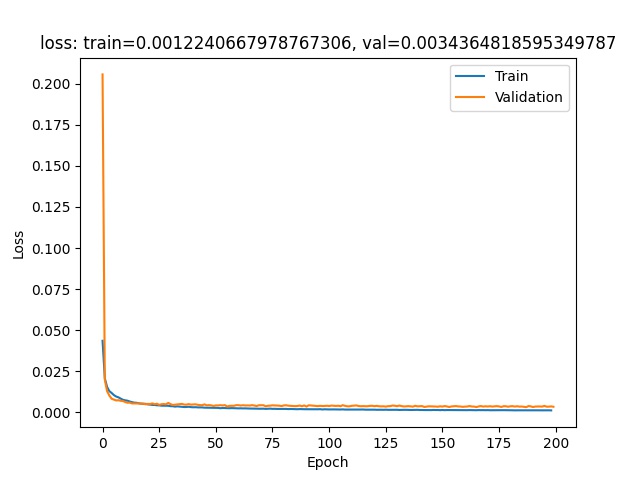 loss: train=0.0012240667978767306, val=0.0034364818595349787
Train
Validation
0.200
0.175
0.150
0.125
0.100
0.075
0.050
0.025
0.000
Loss
0 25 50 75 100 125 150 175 200
Epoch